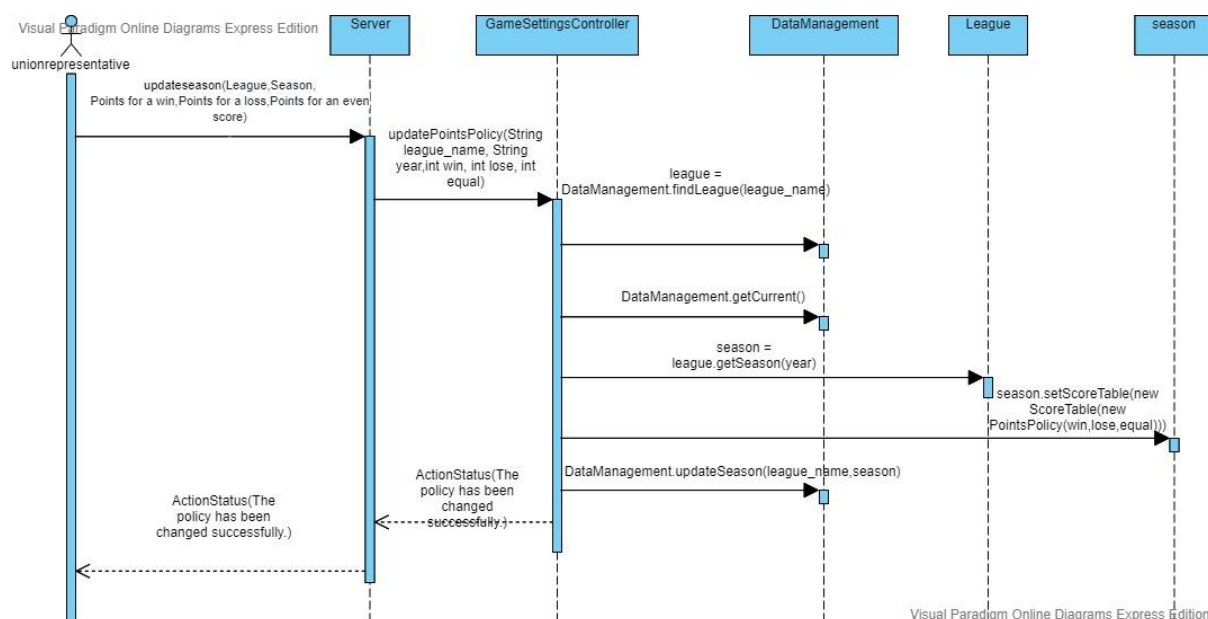 Visual Paradigm Online Diagrams Express Edition
unionrepresentative
Server
GameSettingsController
DataManagement
League
season
updateseason(League,Season,
Points for a win,Points for a loss,Points for an even
score)
updatePointsPolicy(String
league_name, String
year,int win, int lose, int
equal)
league =
DataManagement.findLeague(league_name)
DataManagement.getCurrent()
season =
league.getSeason(year)
season.setScoreTable(new
ScoreTable(new
PointsPolicy(win,lose,equal)))
DataManagement.updateSeason(league_name,season)
ActionStatus(The
policy has been
changed
successfully.)
ActionStatus(The
policy has been
changed successfully.)
Visual Paradigm Online Diagrams Express Edition